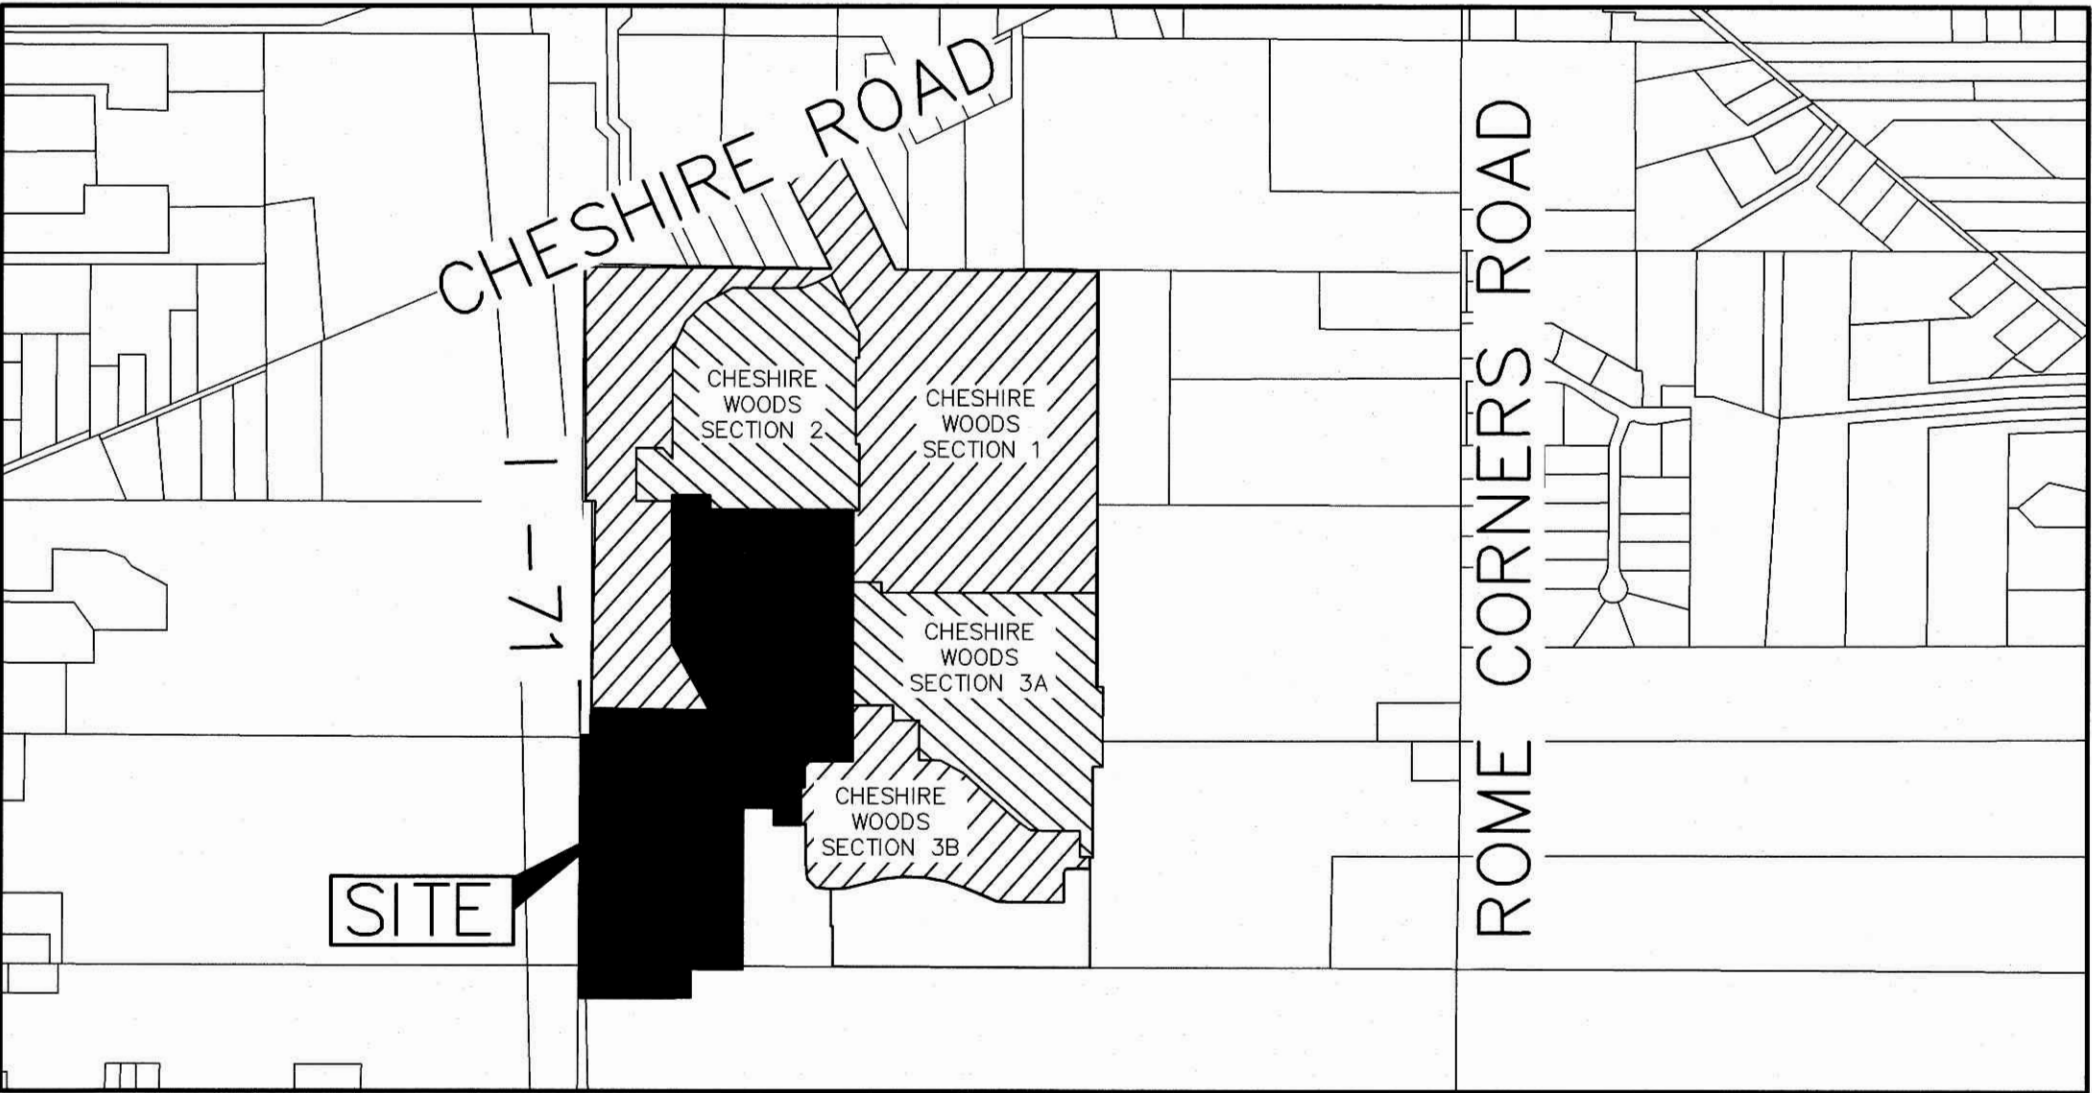 CHESHIRE ROAD
CHESHIRE
WOODS
SECTION 2
CHESHIRE
WOODS
SECTION 1
I-71
CHESHIRE
WOODS
SECTION 3A
CHESHIRE
WOODS
SECTION 3B
SITE
ROME CORNERS ROAD